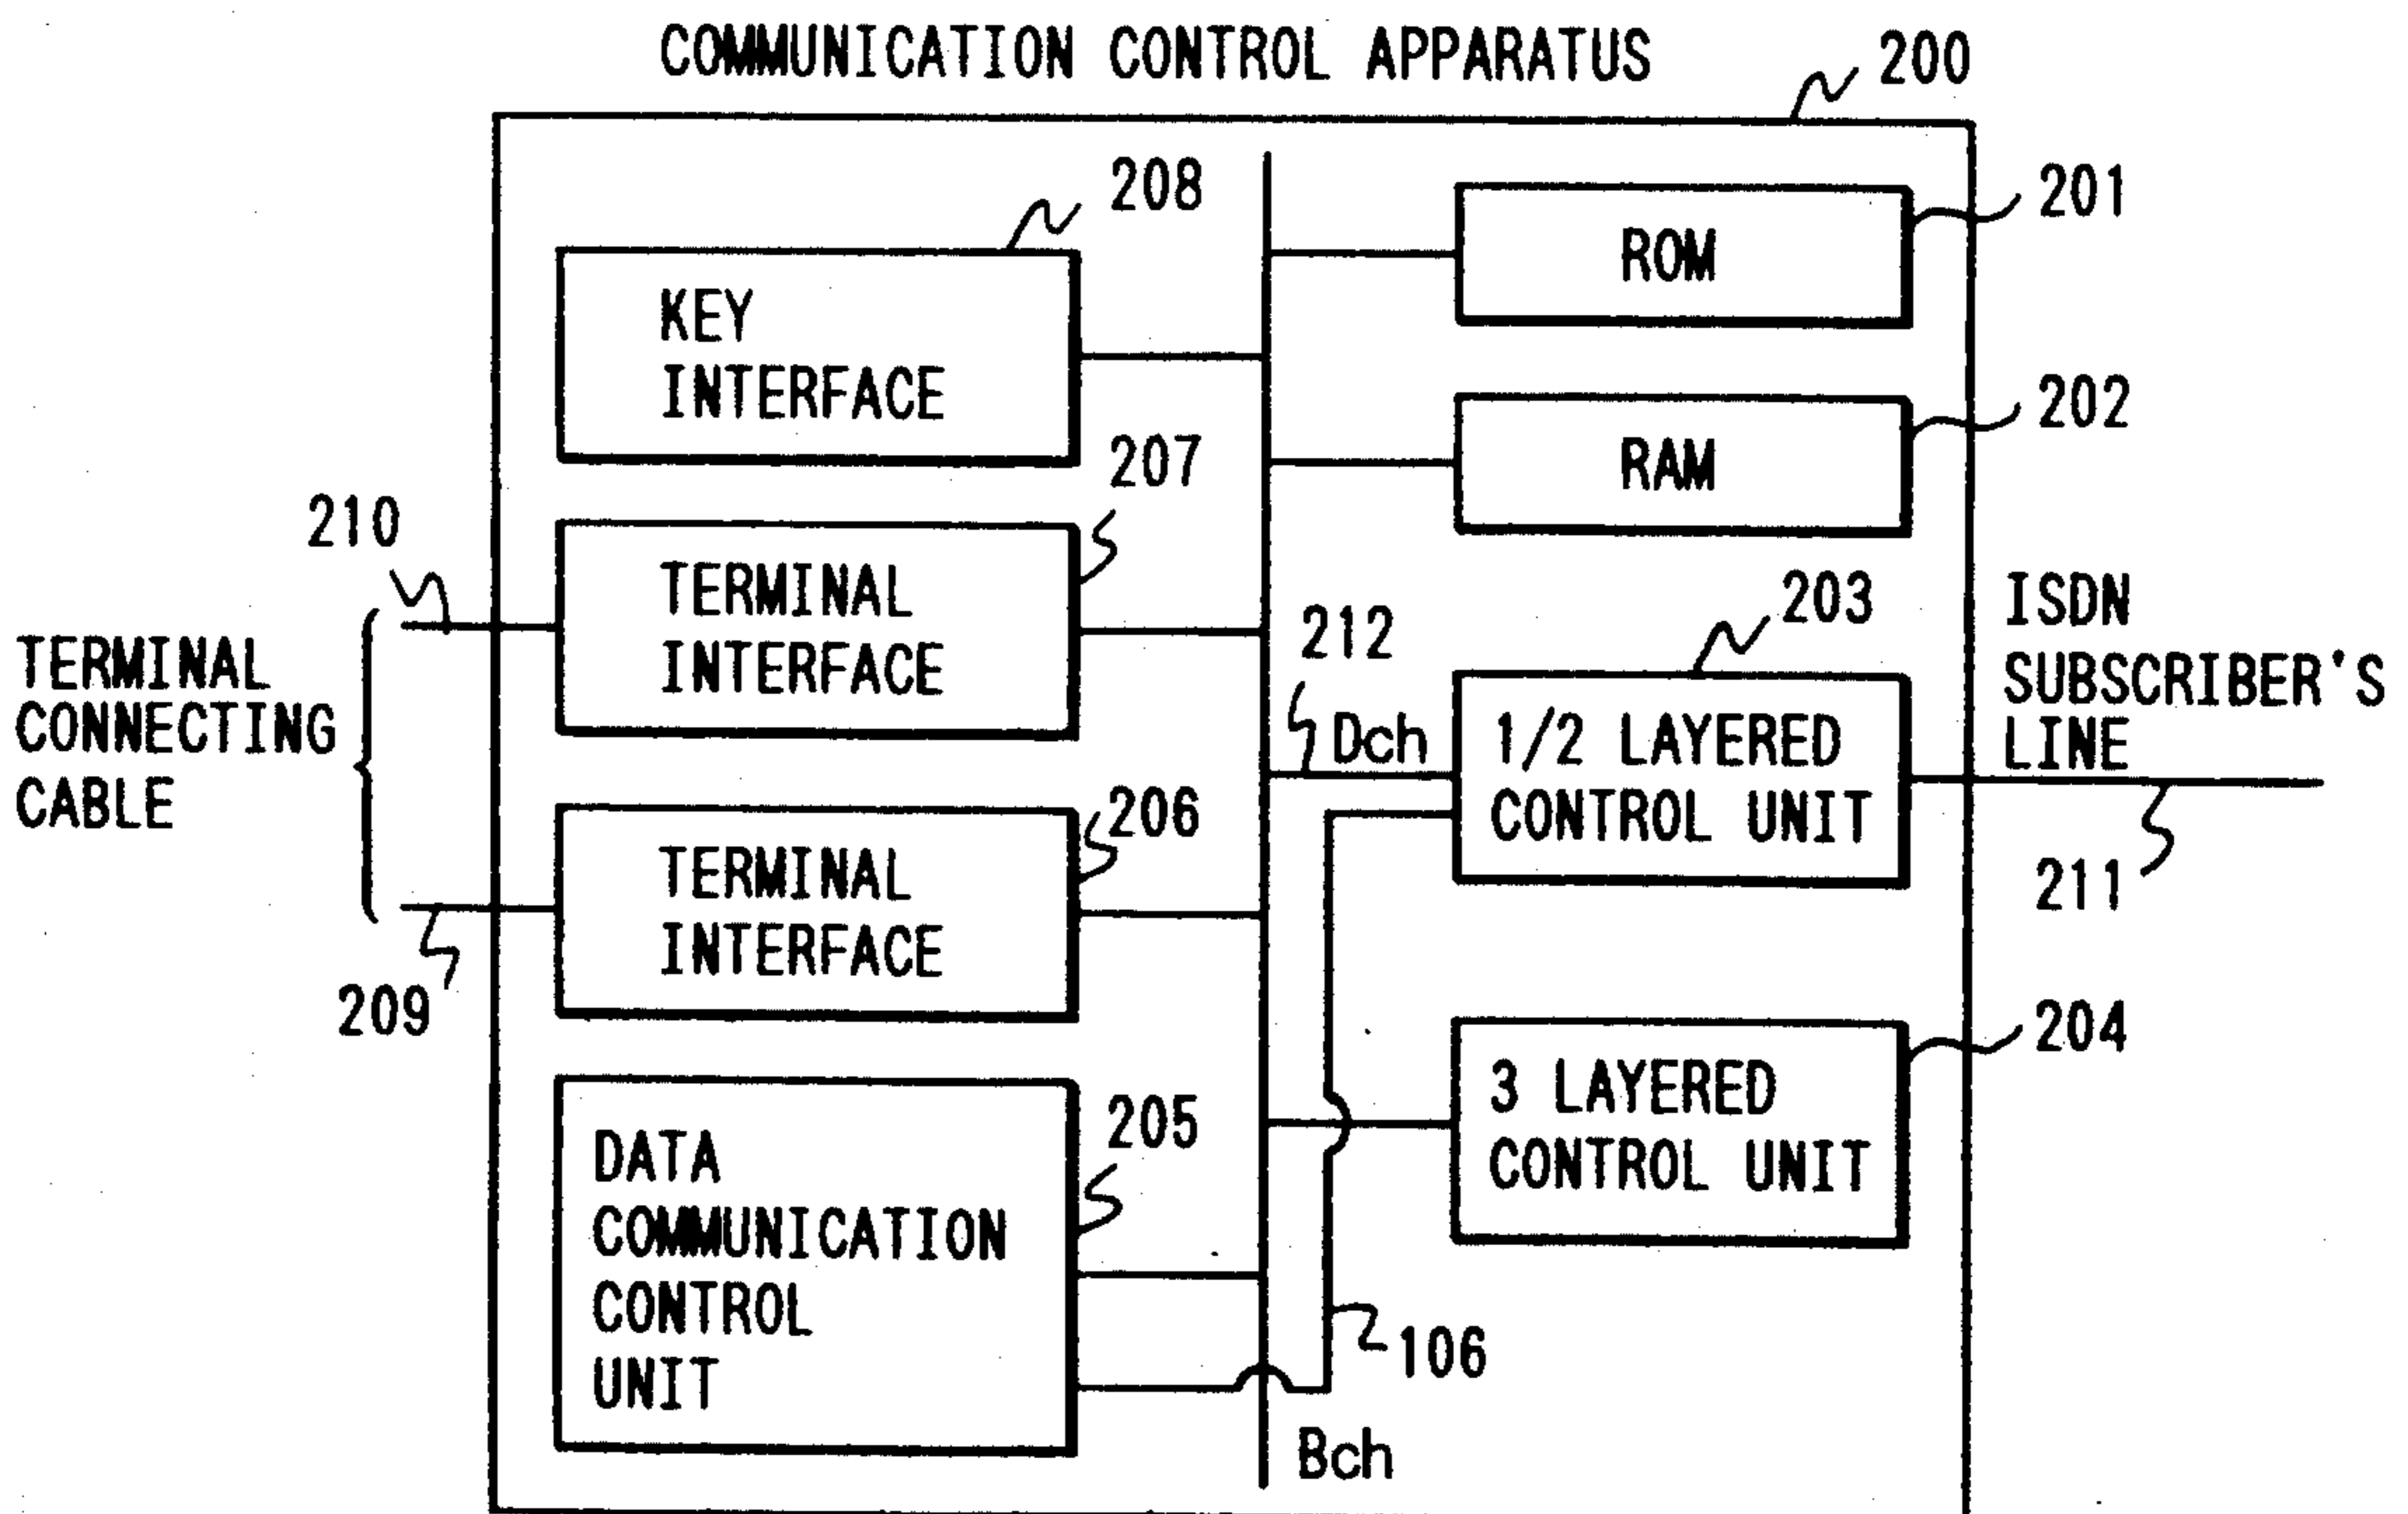 COMMUNICATION CONTROL APPARATUS
200
208
KEY
INTERFACE
201
ROM
202
RAM
207
210
TERMINAL
INTERFACE
TERMINAL
CONNECTING
CABLE
212
Dch
203
1/2 LAYERED
CONTROL UNIT
ISDN
SUBSCRIBER'S
LINE
211
206
TERMINAL
INTERFACE
209
204
3 LAYERED
CONTROL UNIT
205
DATA
COMMUNICATION
CONTROL
UNIT
106
Bch